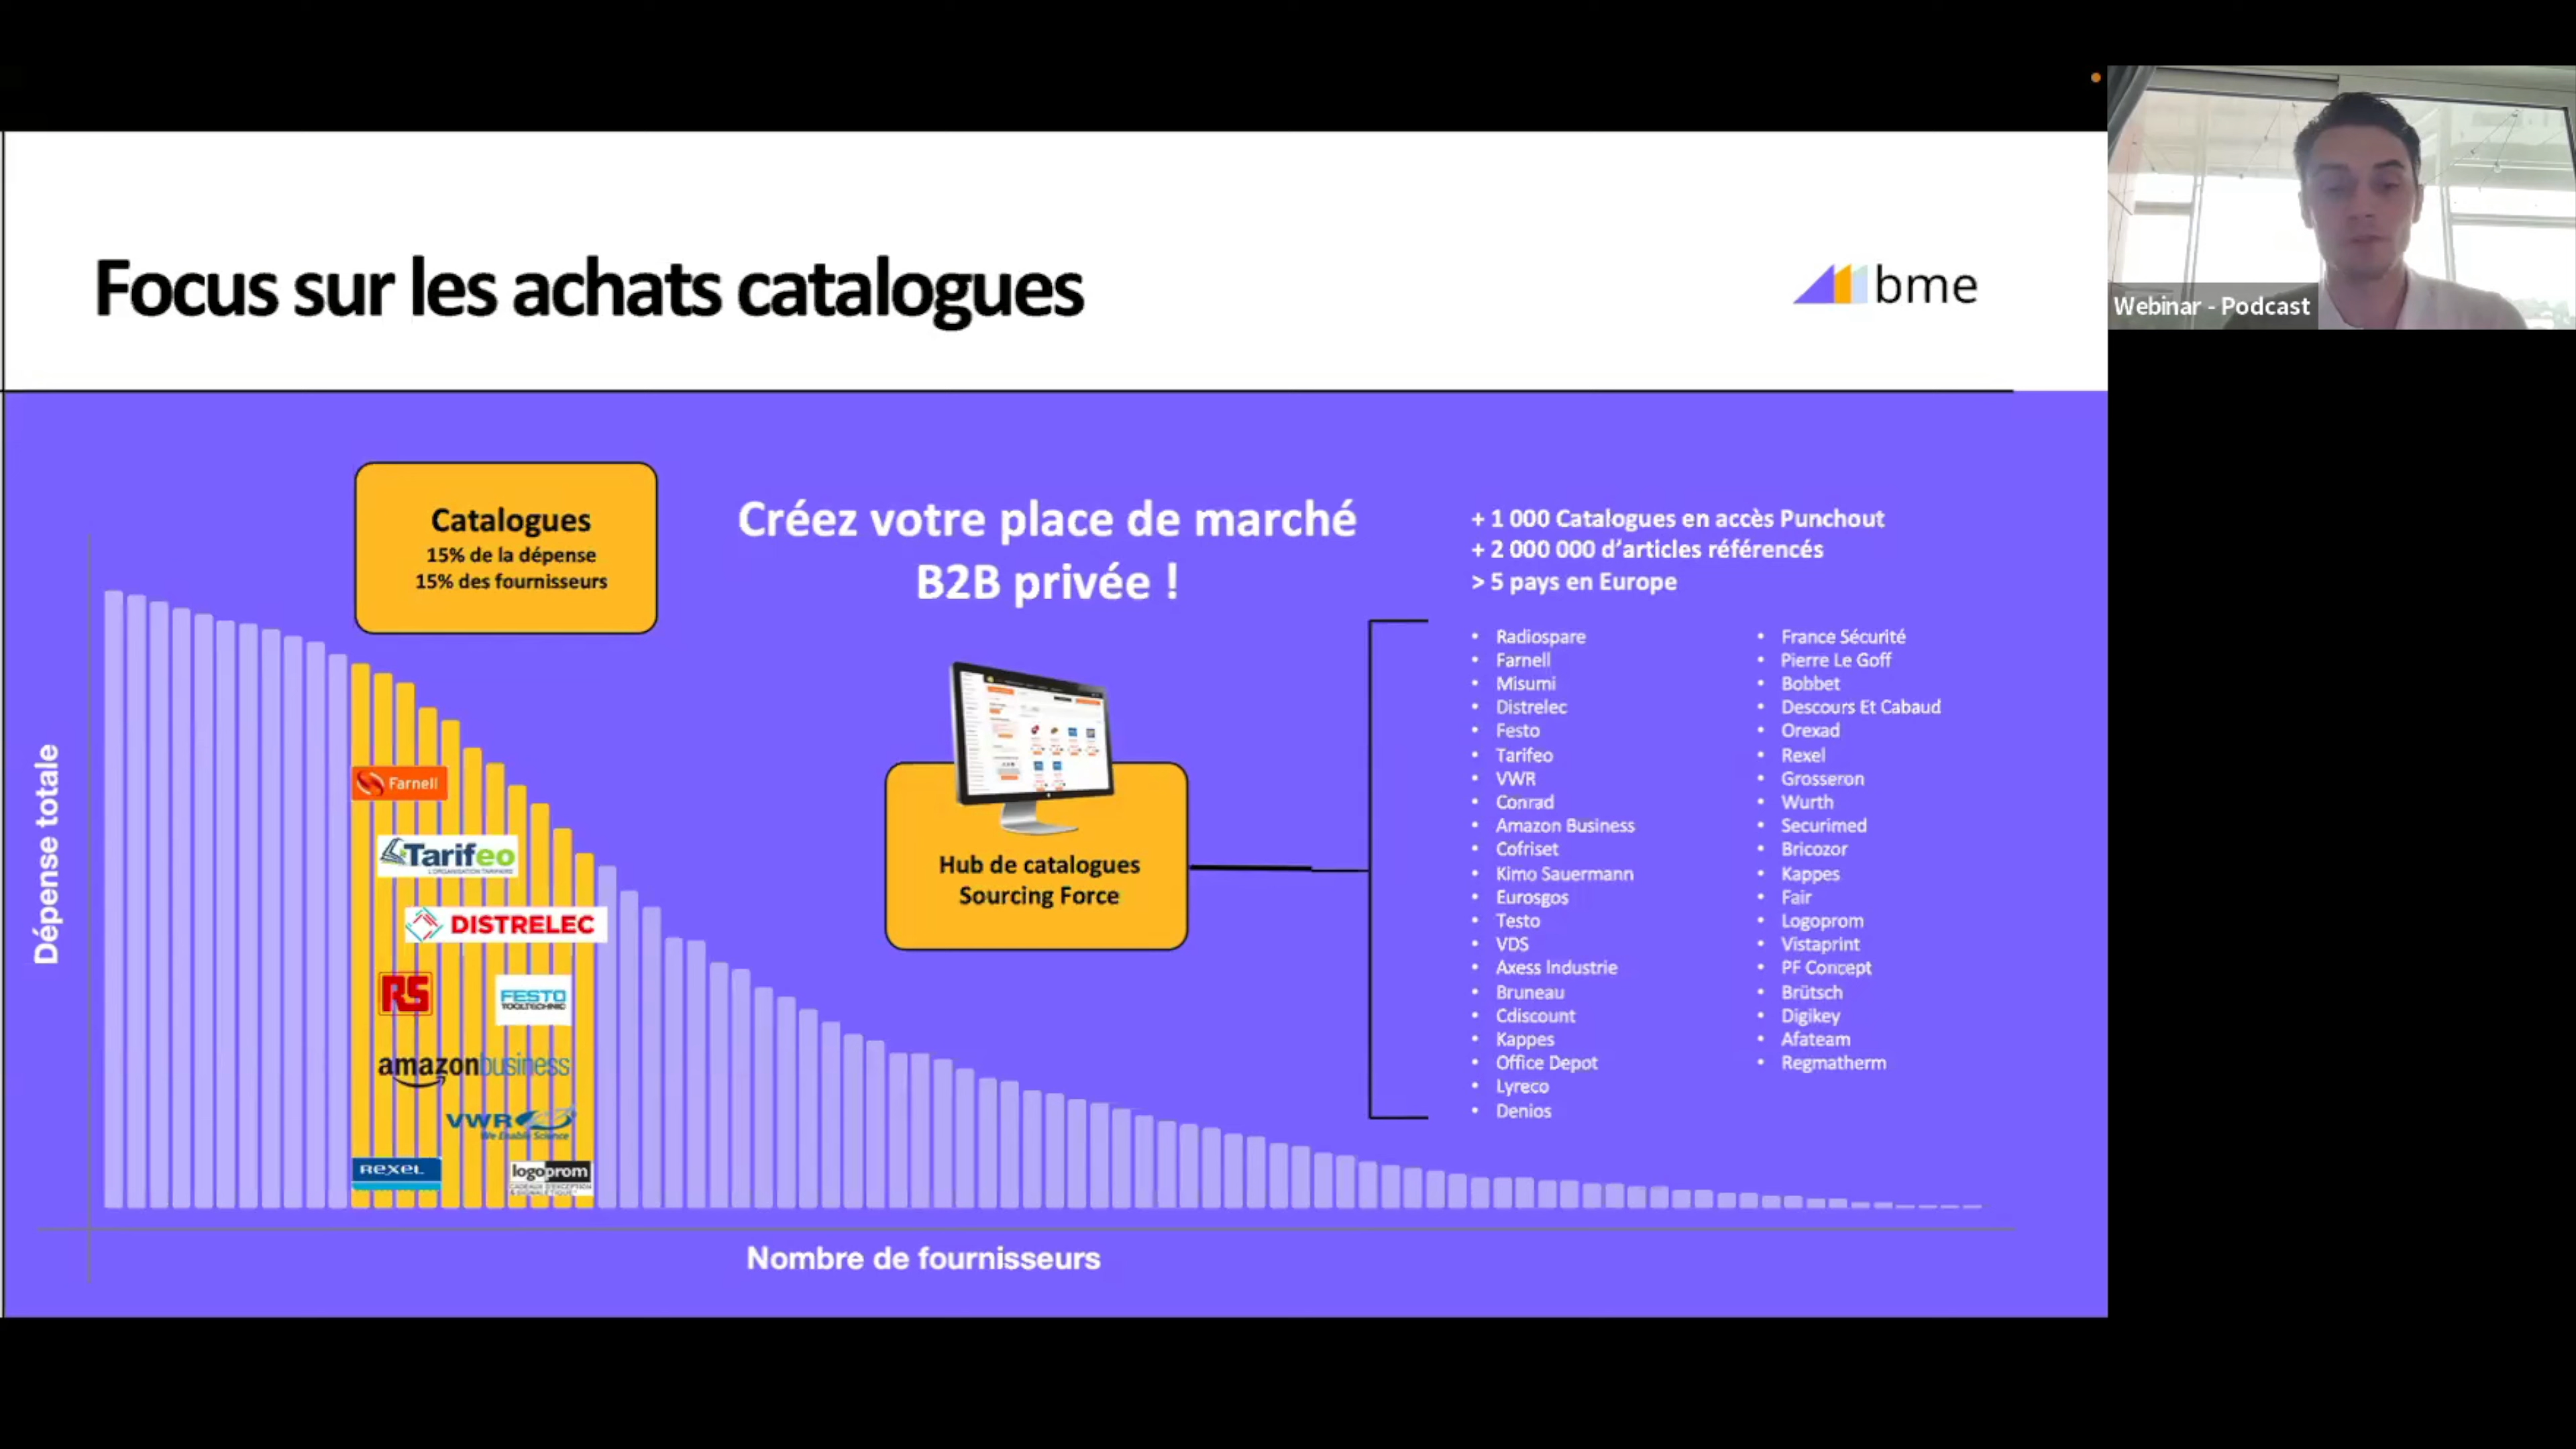 Focus sur les achats catalogues
bme
Webinar - Podcast
Catalogues
15% de la dépense
15% des fournisseurs
Créez votre place de marché
B2B privée !
+ 1 000 Catalogues en accès Punchout
+ 2 000 000 d'articles référencés
> 5 pays en Europe
Hub de catalogues
Sourcing Force
• Radiospare
• Farnell
• Misumi
• Distrelec
• Festo
• Tarifeo
• VWR
• Conrad
• Amazon Business
• Cofriset
• Kimo Sauermann
• Eurosgos
• Testo
• VDS
• Axess Industrie
• Bruneau
• Cdiscount
• Kappes
• Office Depot
• Lyreco
• Denios
• France Sécurité
• Pierre Le Goff
• Bobbet
• Descours Et Cabaud
• Orexad
• Rexel
• Grosseron
• Wurth
• Securimed
• Bricozor
• Kappes
• Fair
• Logoprom
• Vistaprint
• PF Concept
• Brütsch
• Digikey
• Afateam
• Regmatherm
Dépense totale
Farnell
Tarifeo
L'ORGANISATION TARIFAIRE
DISTRELEC
RS
FESTO
TOOLTECHNIC
amazonbusiness
VWR
We Enable Science
REXEL
logoprom
CADEAUX D'EXCEPTION
& SIGNALÉTIQUE
Nombre de fournisseurs